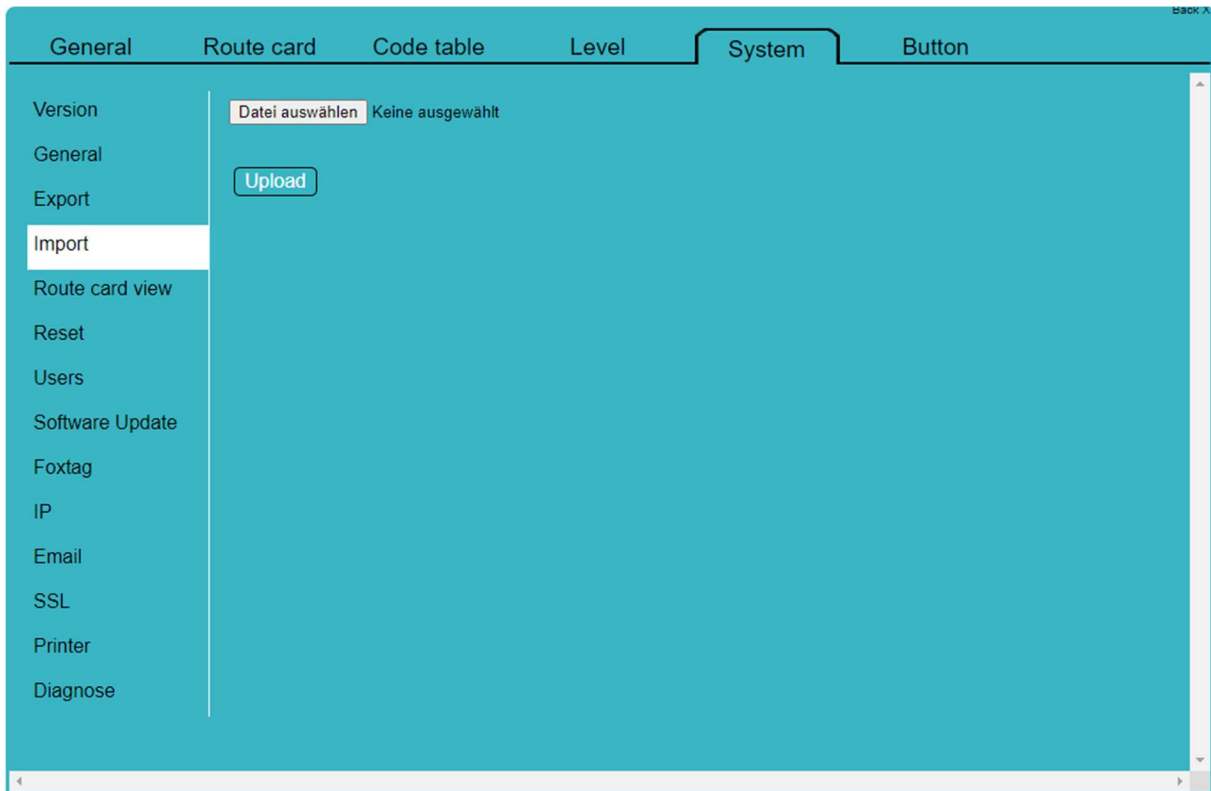 Back X
General Route card Code table Level System Button
Version
Datei auswählen Keine ausgewählt
General
Upload
Export
Import
Route card view
Reset
Users
Software Update
Foxtag
IP
Email
SSL
Printer
Diagnose